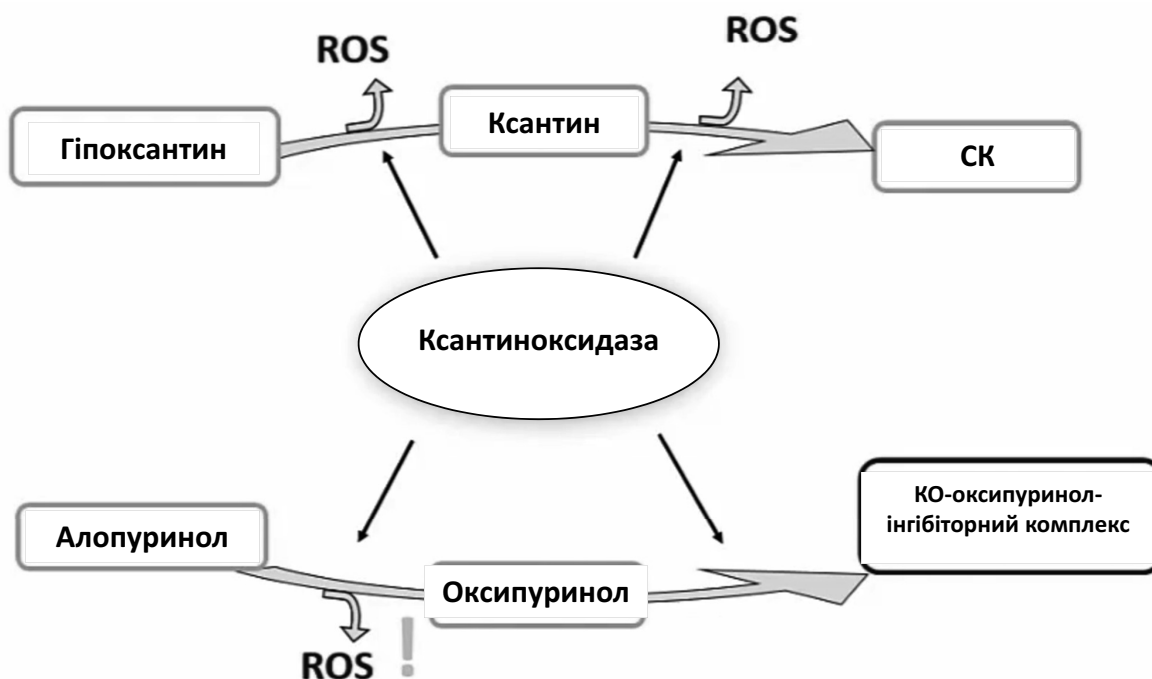 ROS
ROS
Гіпоксантин
Ксантин
СК
Ксантиноксидаза
Алопуринол
Оксипуринол
КО-оксипуринол-
інгібіторний комплекс
ROS !